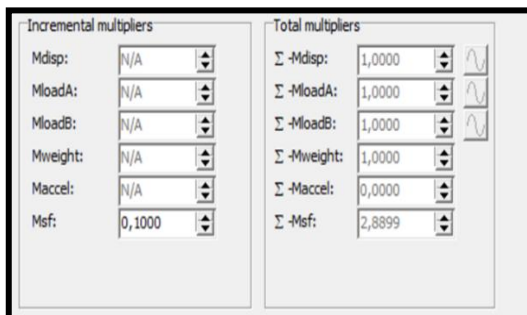 Incremental multipliers Total multipliers
Mdisp: N/A Σ -Mdisp: 1,0000
MloadA: N/A Σ -MloadA: 1,0000
MloadB: N/A Σ -MloadB: 1,0000
Mweight: N/A Σ -Mweight: 1,0000
Maccel: N/A Σ -Maccel: 0,0000
Msf: 0,1000 Σ -Msf: 2,8899